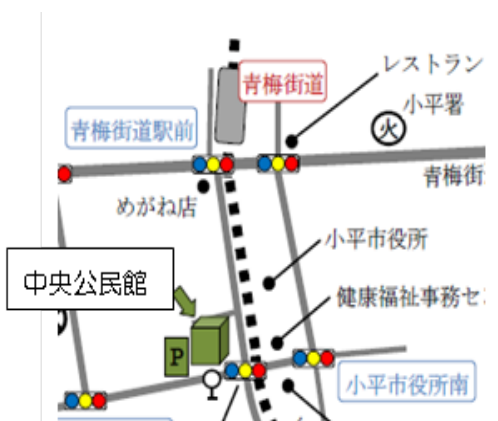 レストラン
青梅街道
小平署
火
青梅街道駅前
青梅街
めがね店
小平市役所
中央公民館
健康福祉事務セ
P
小平市役所南